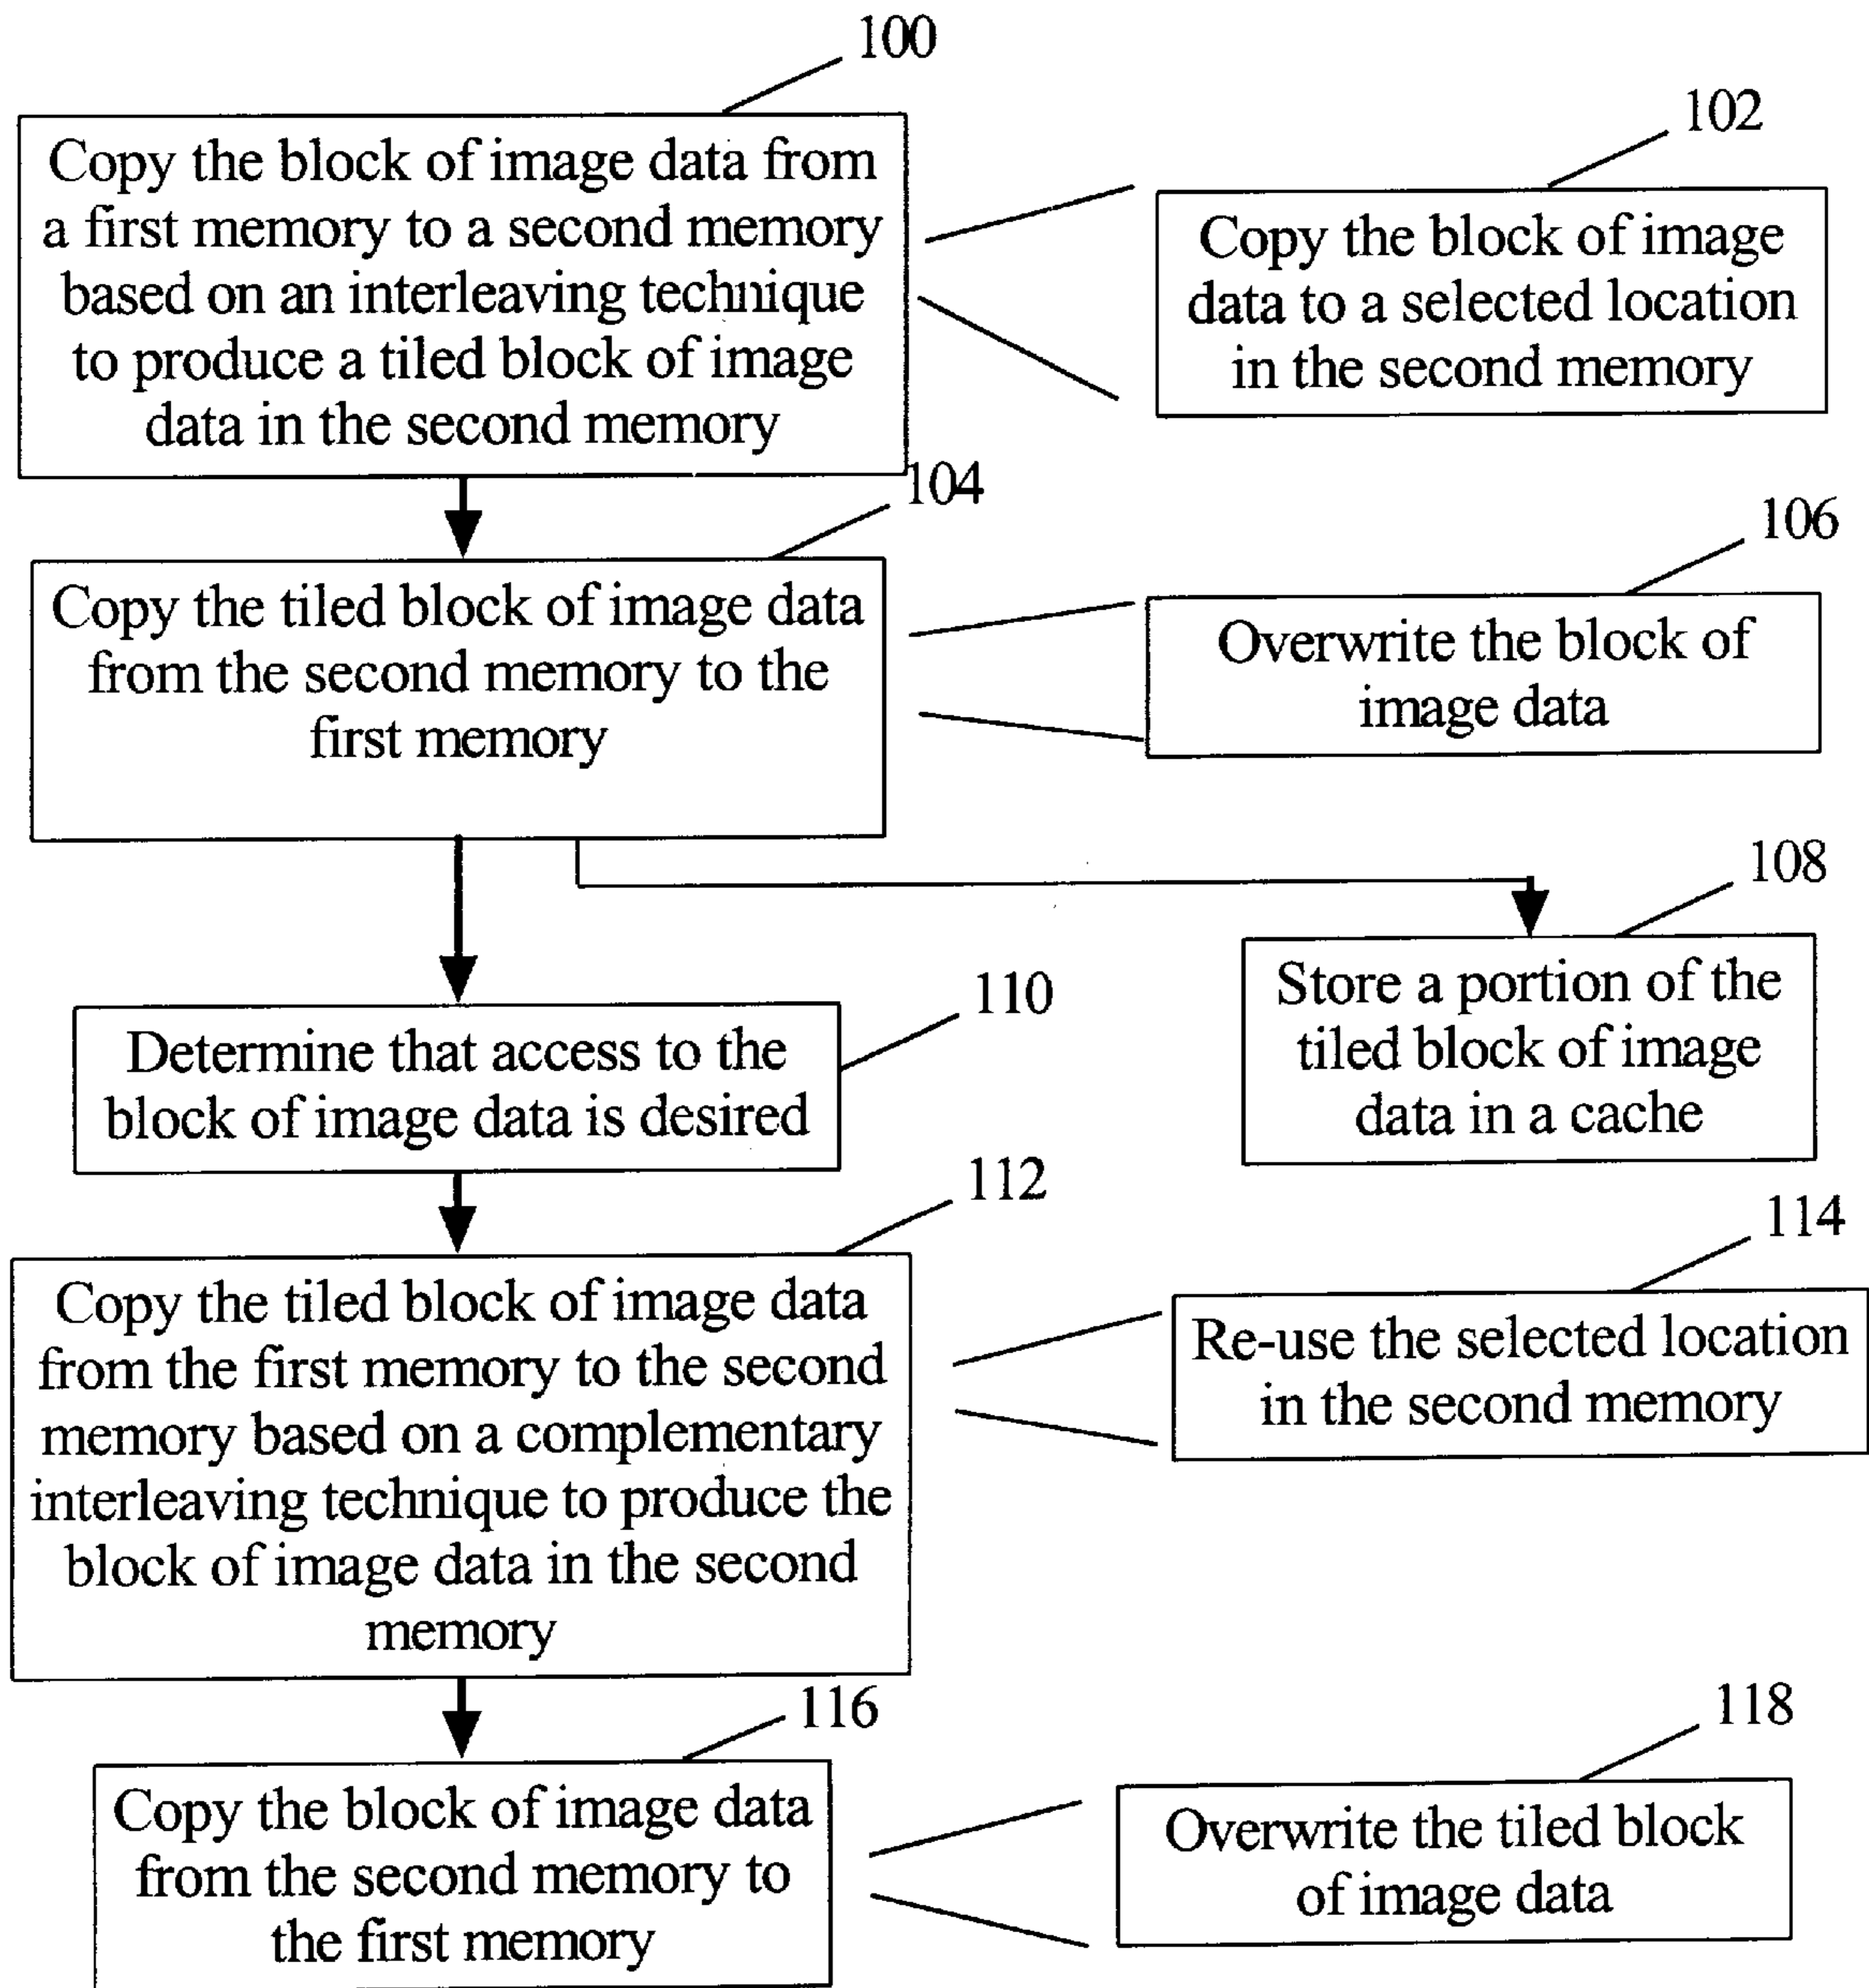 100
Copy the block of image data from
a first memory to a second memory
based on an interleaving technique
to produce a tiled block of image
data in the second memory
102
Copy the block of image
data to a selected location
in the second memory
104
Copy the tiled block of image data
from the second memory to the
first memory
106
Overwrite the block of
image data
108
Store a portion of the
tiled block of image
data in a cache
110
Determine that access to the
block of image data is desired
112
Copy the tiled block of image data
from the first memory to the second
memory based on a complementary
interleaving technique to produce the
block of image data in the second
memory
114
Re-use the selected location
in the second memory
116
Copy the block of image data
from the second memory to
the first memory
118
Overwrite the tiled block
of image data